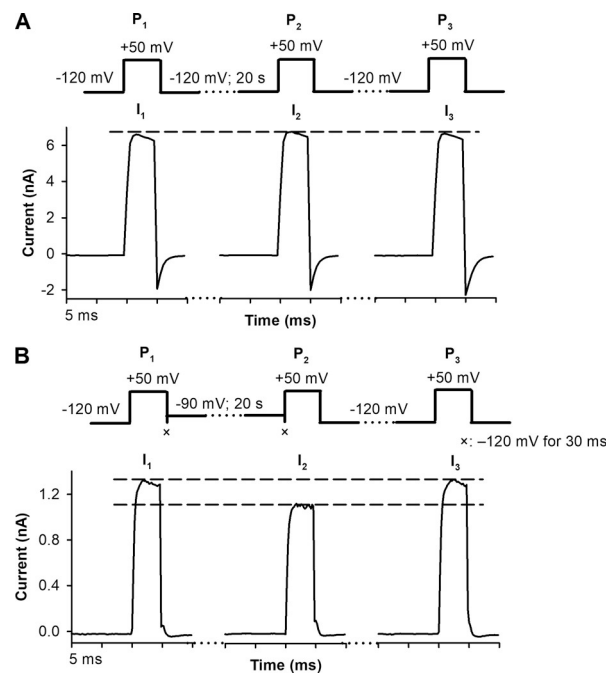 A
P1 P2 P3
+50 mV +50 mV +50 mV
-120 mV -120 mV; 20 s -120 mV
I1 I2 I3
Current (nA)
6
4
2
0
-2
5 ms
Time (ms)
B
P1 P2 P3
+50 mV +50 mV +50 mV
-120 mV -90 mV; 20 s -120 mV
× × ×: –120 mV for 30 ms
I1 I2 I3
Current (nA)
1.2
0.8
0.4
0.0
5 ms
Time (ms)